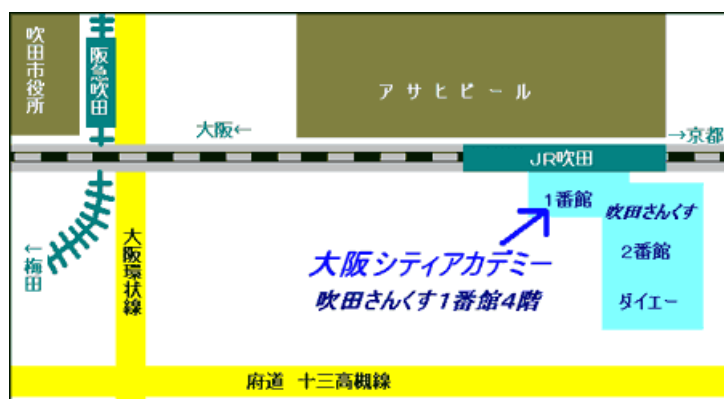 吹田市役所
阪急吹田
アサヒビール
大阪←
→京都
JR吹田
1番館
吹田さんくす
2番館
ダイエー
大阪シティアカデミー
吹田さんくす1番館4階
←梅田
大阪環状線
府道 十三高槻線